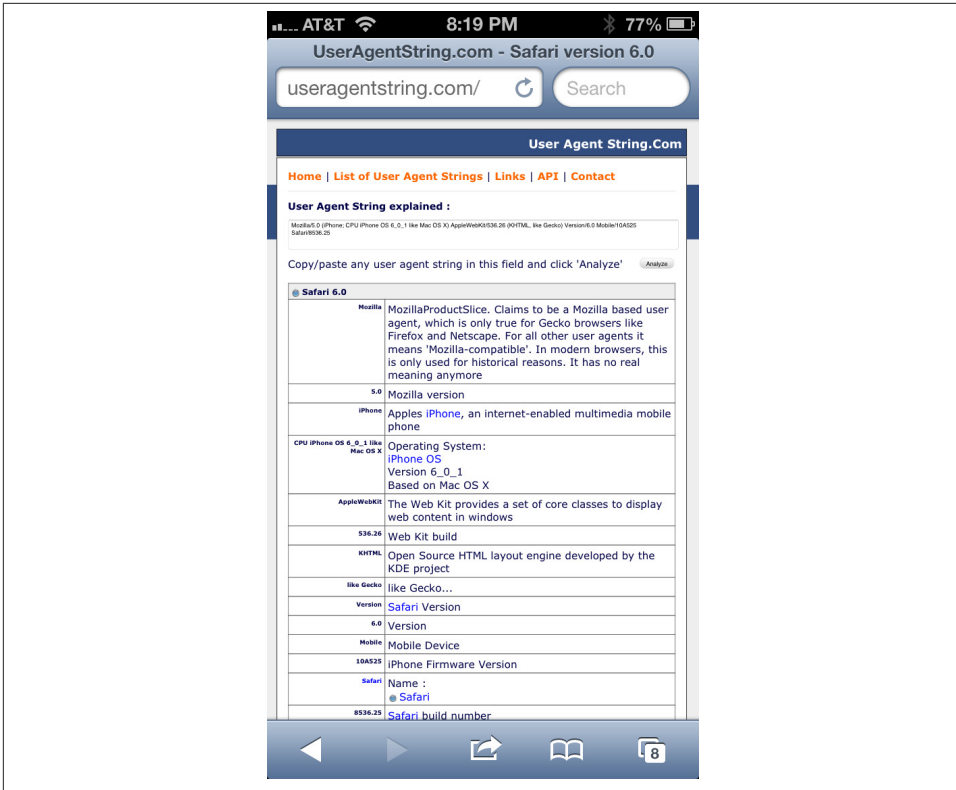 AT&T 8:19 PM 77%
UserAgentString.com - Safari version 6.0
useragentstring.com/ Search
User Agent String.Com
Home | List of User Agent Strings | Links | API | Contact
User Agent String explained :
Mozilla/5.0 (iPhone; CPU iPhone OS 6_0_1 like Mac OS X) AppleWebKit/536.26 (KHTML, like Gecko) Version/6.0 Mobile/10A525
Safari/8536.25
Copy/paste any user agent string in this field and click 'Analyze' Analyze
Safari 6.0
Mozilla MozillaProductSlice. Claims to be a Mozilla based user
agent, which is only true for Gecko browsers like
Firefox and Netscape. For all other user agents it
means 'Mozilla-compatible'. In modern browsers, this
is only used for historical reasons. It has no real
meaning anymore
5.0 Mozilla version
iPhone Apples iPhone, an internet-enabled multimedia mobile
phone
CPU iPhone OS 6_0_1 like
Mac OS X
Operating System:
iPhone OS
Version 6_0_1
Based on Mac OS X
AppleWebKit The Web Kit provides a set of core classes to display
web content in windows
536.26 Web Kit build
KHTML Open Source HTML layout engine developed by the
KDE project
like Gecko like Gecko...
Version Safari Version
6.0 Version
Mobile Mobile Device
10A525 iPhone Firmware Version
Safari Name :
Safari
8536.25 Safari build number
8